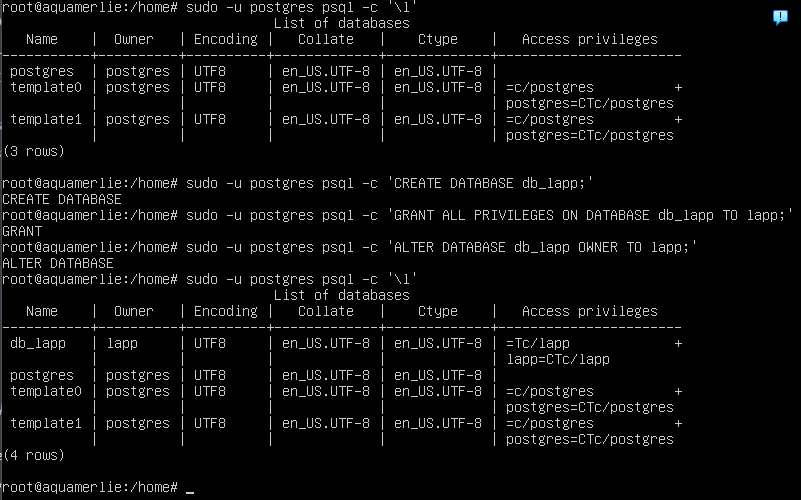 root@aquamerlie:/home# sudo -u postgres psql -c '\l'
                                  List of databases
   Name    |  Owner   | Encoding |   Collate   |    Ctype    |   Access privileges
-----------+----------+----------+-------------+-------------+-----------------------
 postgres  | postgres | UTF8     | en_US.UTF-8 | en_US.UTF-8 |
 template0 | postgres | UTF8     | en_US.UTF-8 | en_US.UTF-8 | =c/postgres          +
           |          |          |             |             | postgres=CTc/postgres
 template1 | postgres | UTF8     | en_US.UTF-8 | en_US.UTF-8 | =c/postgres          +
           |          |          |             |             | postgres=CTc/postgres
(3 rows)

root@aquamerlie:/home# sudo -u postgres psql -c 'CREATE DATABASE db_lapp;'
CREATE DATABASE
root@aquamerlie:/home# sudo -u postgres psql -c 'GRANT ALL PRIVILEGES ON DATABASE db_lapp TO lapp;'
GRANT
root@aquamerlie:/home# sudo -u postgres psql -c 'ALTER DATABASE db_lapp OWNER TO lapp;'
ALTER DATABASE
root@aquamerlie:/home# sudo -u postgres psql -c '\l'
                                  List of databases
   Name    |  Owner   | Encoding |   Collate   |    Ctype    |   Access privileges
-----------+----------+----------+-------------+-------------+-----------------------
 db_lapp   | lapp     | UTF8     | en_US.UTF-8 | en_US.UTF-8 | =Tc/lapp             +
           |          |          |             |             | lapp=CTc/lapp
 postgres  | postgres | UTF8     | en_US.UTF-8 | en_US.UTF-8 |
 template0 | postgres | UTF8     | en_US.UTF-8 | en_US.UTF-8 | =c/postgres          +
           |          |          |             |             | postgres=CTc/postgres
 template1 | postgres | UTF8     | en_US.UTF-8 | en_US.UTF-8 | =c/postgres          +
           |          |          |             |             | postgres=CTc/postgres
(4 rows)

root@aquamerlie:/home# _